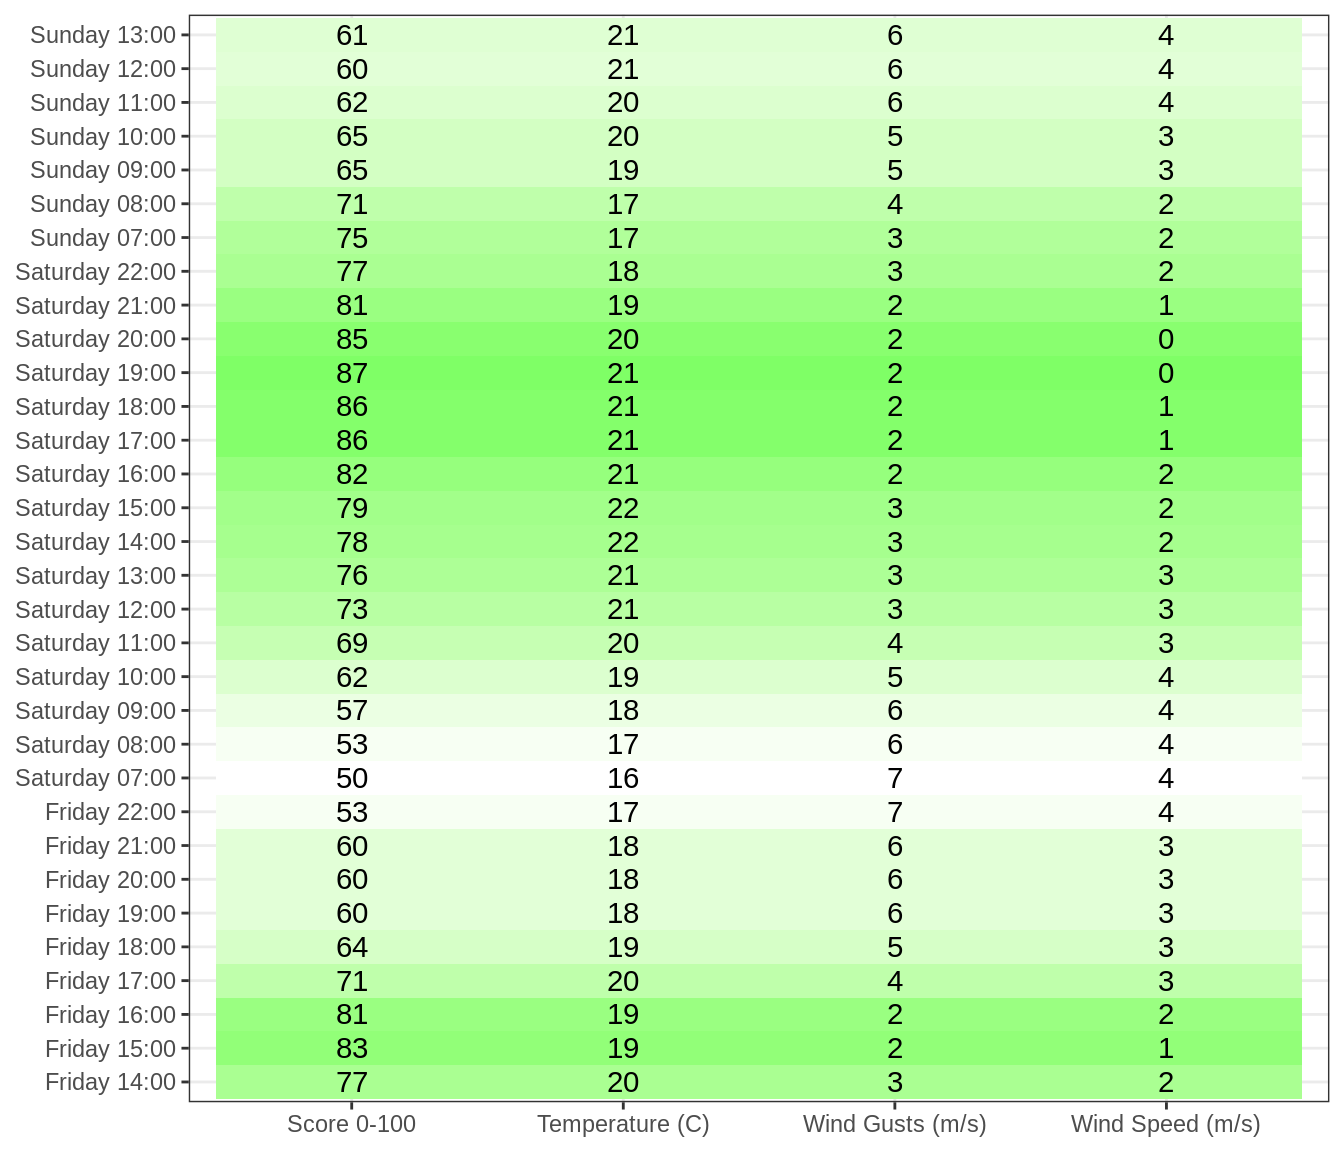 Sunday 13:00 61 21 6 4
Sunday 12:00 60 21 6 4
Sunday 11:00 62 20 6 4
Sunday 10:00 65 20 5 3
Sunday 09:00 65 19 5 3
Sunday 08:00 71 17 4 2
Sunday 07:00 75 17 3 2
Saturday 22:00 77 18 3 2
Saturday 21:00 81 19 2 1
Saturday 20:00 85 20 2 0
Saturday 19:00 87 21 2 0
Saturday 18:00 86 21 2 1
Saturday 17:00 86 21 2 1
Saturday 16:00 82 21 2 2
Saturday 15:00 79 22 3 2
Saturday 14:00 78 22 3 2
Saturday 13:00 76 21 3 3
Saturday 12:00 73 21 3 3
Saturday 11:00 69 20 4 3
Saturday 10:00 62 19 5 4
Saturday 09:00 57 18 6 4
Saturday 08:00 53 17 6 4
Saturday 07:00 50 16 7 4
Friday 22:00 53 17 7 4
Friday 21:00 60 18 6 3
Friday 20:00 60 18 6 3
Friday 19:00 60 18 6 3
Friday 18:00 64 19 5 3
Friday 17:00 71 20 4 3
Friday 16:00 81 19 2 2
Friday 15:00 83 19 2 1
Friday 14:00 77 20 3 2
Score 0-100 Temperature (C) Wind Gusts (m/s) Wind Speed (m/s)